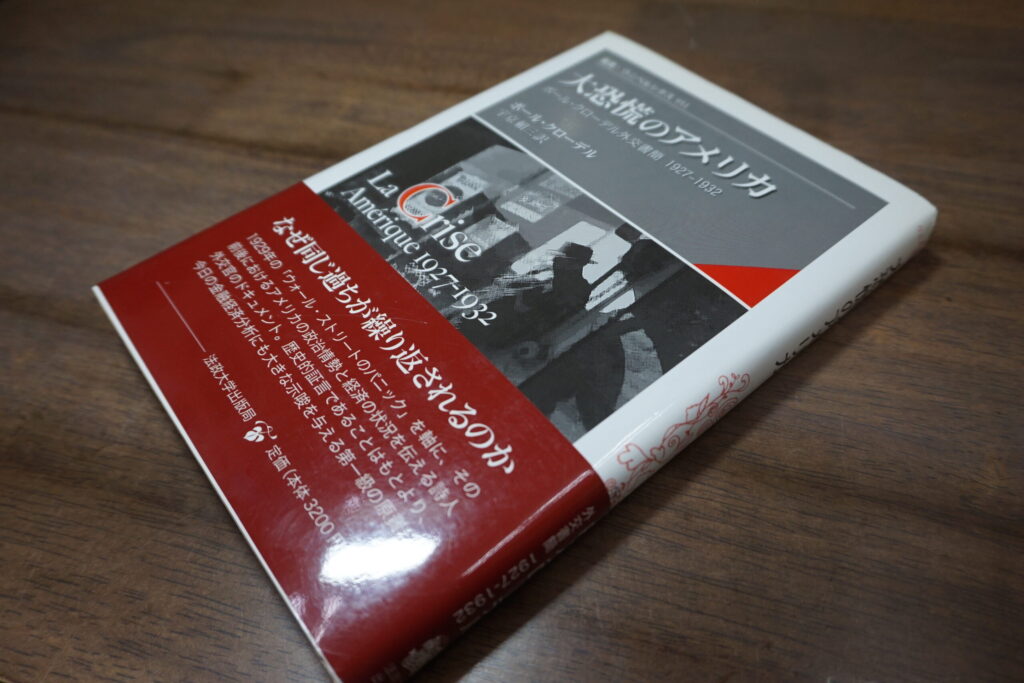 大恐慌のアメリカ
ポール・クローデル外交書簡 1927-1932
ポール・クローデル
宇京賴三訳
La Crise
Amérique 1927-1932
なぜ同じ過ちが繰り返されるのか
1929年の「ウォール・ストリートのパニック」を軸に、その
前後におけるアメリカの政治情勢と経済の状況を伝える詩人
外交官のドキュメント。歴史的証言であることはもとより
今日の金融経済分析にも大きな示唆を与える第一級の
法政大学出版局
定価(本体3200
1927-1932